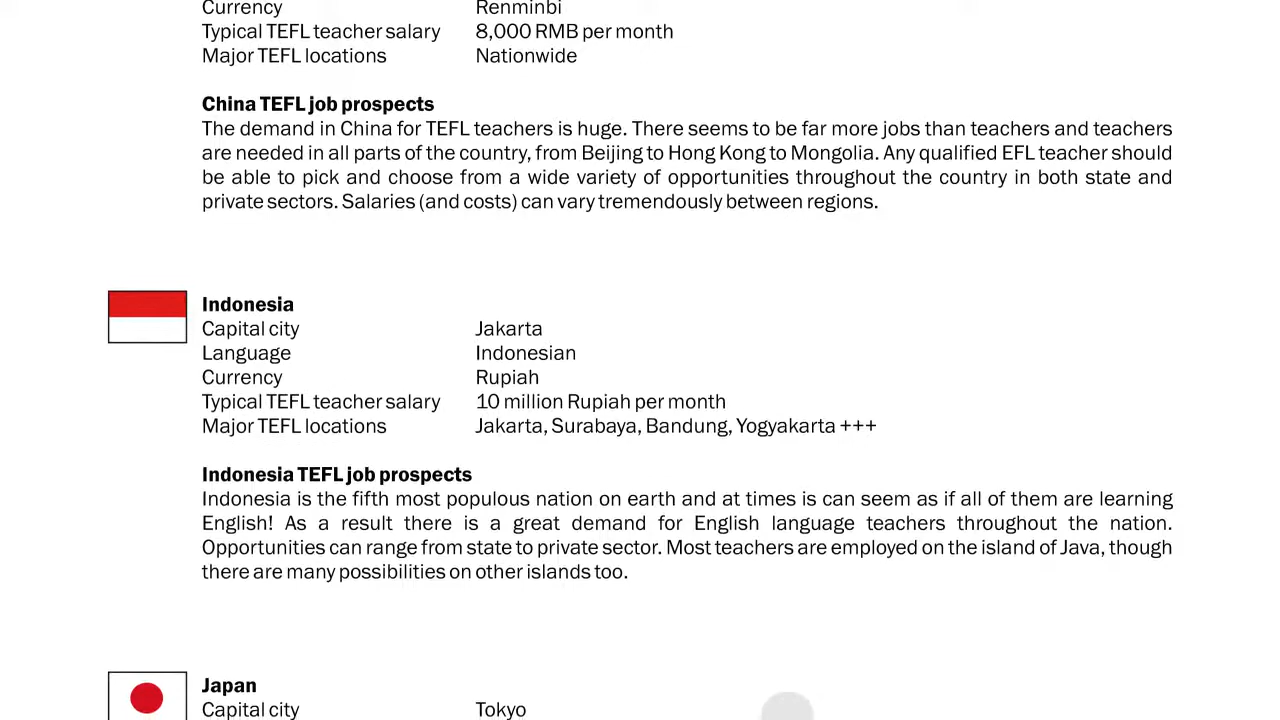 Currency Renminbi
Typical TEFL teacher salary 8,000 RMB per month
Major TEFL locations Nationwide
China TEFL job prospects
The demand in China for TEFL teachers is huge. There seems to be far more jobs than teachers and teachers
are needed in all parts of the country, from Beijing to Hong Kong to Mongolia. Any qualified EFL teacher should
be able to pick and choose from a wide variety of opportunities throughout the country in both state and
private sectors. Salaries (and costs) can vary tremendously between regions.
Indonesia
Capital city Jakarta
Language Indonesian
Currency Rupiah
Typical TEFL teacher salary 10 million Rupiah per month
Major TEFL locations Jakarta, Surabaya, Bandung, Yogyakarta +++
Indonesia TEFL job prospects
Indonesia is the fifth most populous nation on earth and at times is can seem as if all of them are learning
English! As a result there is a great demand for English language teachers throughout the nation.
Opportunities can range from state to private sector. Most teachers are employed on the island of Java, though
there are many possibilities on other islands too.
Japan
Capital city Tokyo